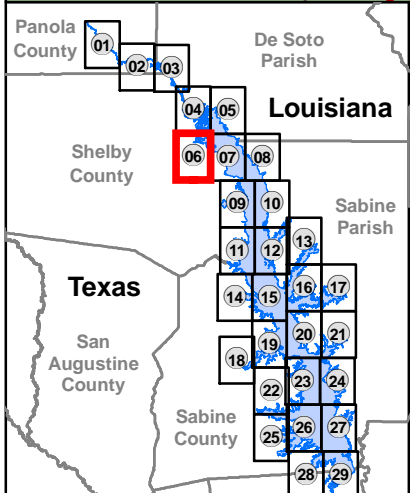 Panola
County
01
02
03
De Soto
Parish
04
05
Louisiana
Shelby
County
06
07
08
09
10
Sabine
Parish
11
12
13
Texas
14
15
16
17
San
Augustine
County
18
19
20
21
22
23
24
Sabine
County
25
26
27
28
29